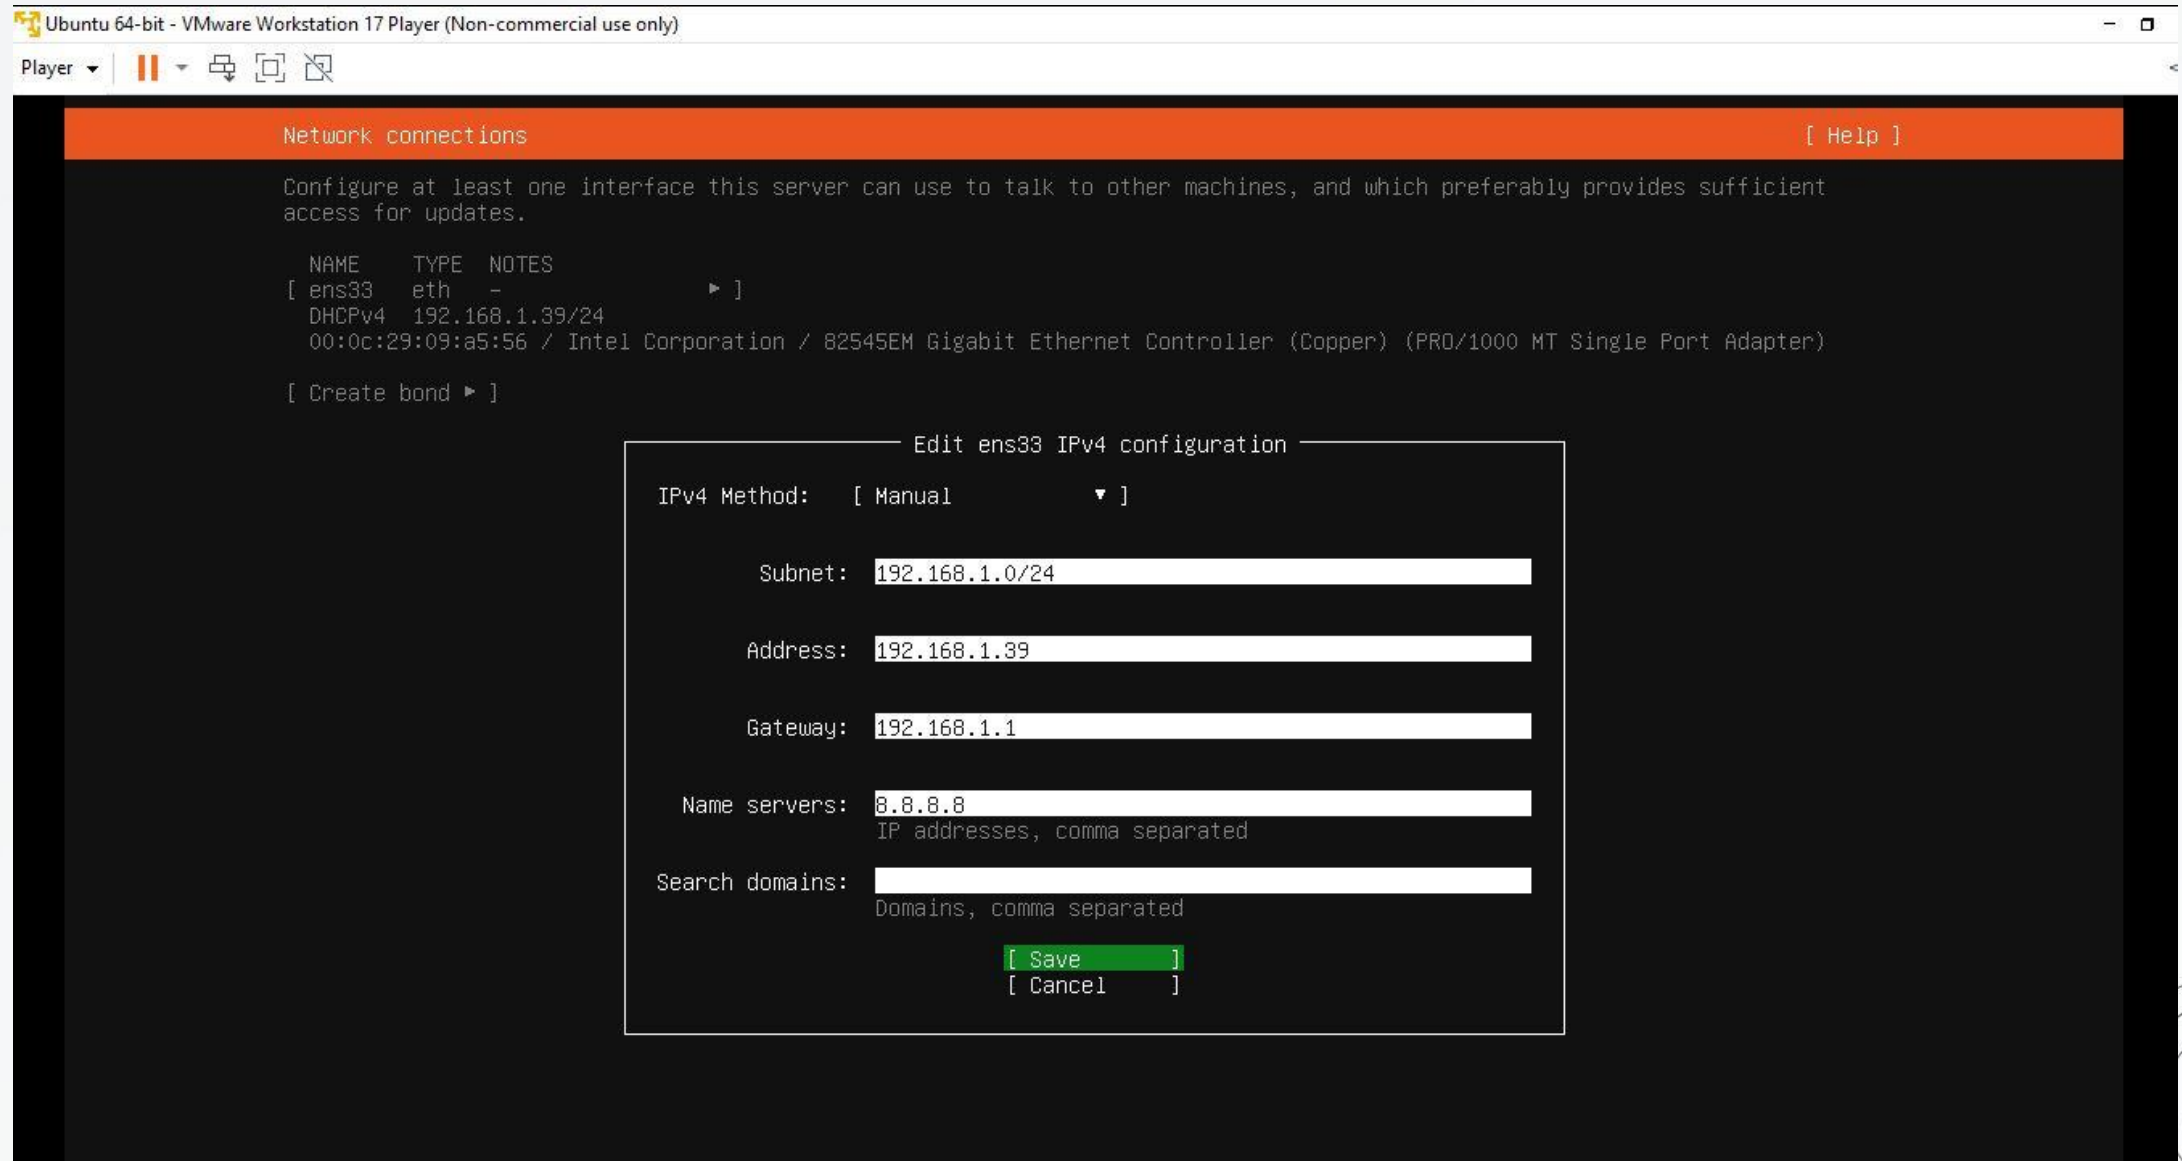 Ubuntu 64-bit - VMware Workstation 17 Player (Non-commercial use only)
Player
Network connections [ Help ]
Configure at least one interface this server can use to talk to other machines, and which preferably provides sufficient
access for updates.
NAME TYPE NOTES
[ ens33 eth - ▸ ]
DHCPv4 192.168.1.39/24
00:0c:29:09:a5:56 / Intel Corporation / 82545EM Gigabit Ethernet Controller (Copper) (PRO/1000 MT Single Port Adapter)
[ Create bond ▸ ]
Edit ens33 IPv4 configuration
IPv4 Method: [ Manual ▾ ]
Subnet: 192.168.1.0/24
Address: 192.168.1.39
Gateway: 192.168.1.1
Name servers: 8.8.8.8
IP addresses, comma separated
Search domains:
Domains, comma separated
[ Save ]
[ Cancel ]